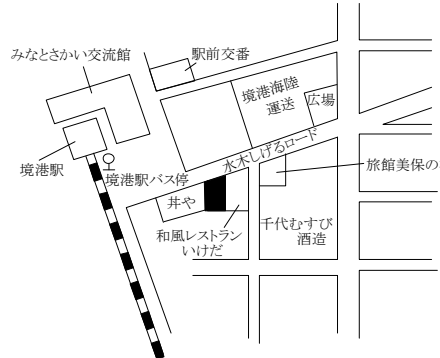 みなとさかい交流館
駅前交番
境港海陸
運送
広場
水木しげるロード
境港駅
境港駅バス停
旅館美保の
丼や
和風レストラン
いけだ
千代むすび
酒造